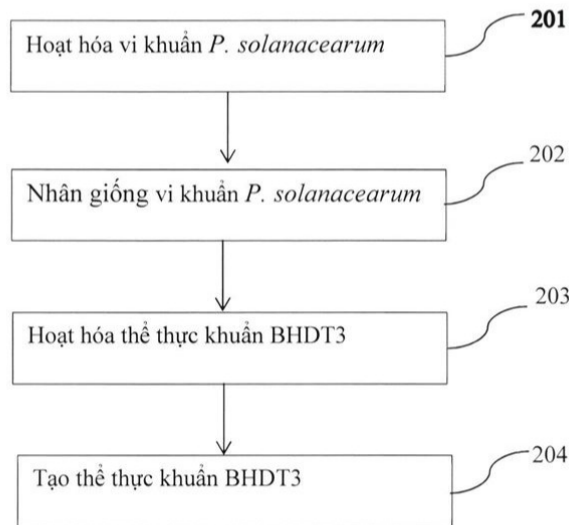 201
Hoạt hóa vi khuẩn P. solanacearum
202
Nhân giống vi khuẩn P. solanacearum
203
Hoạt hóa thể thực khuẩn BHDT3
204
Tạo thể thực khuẩn BHDT3